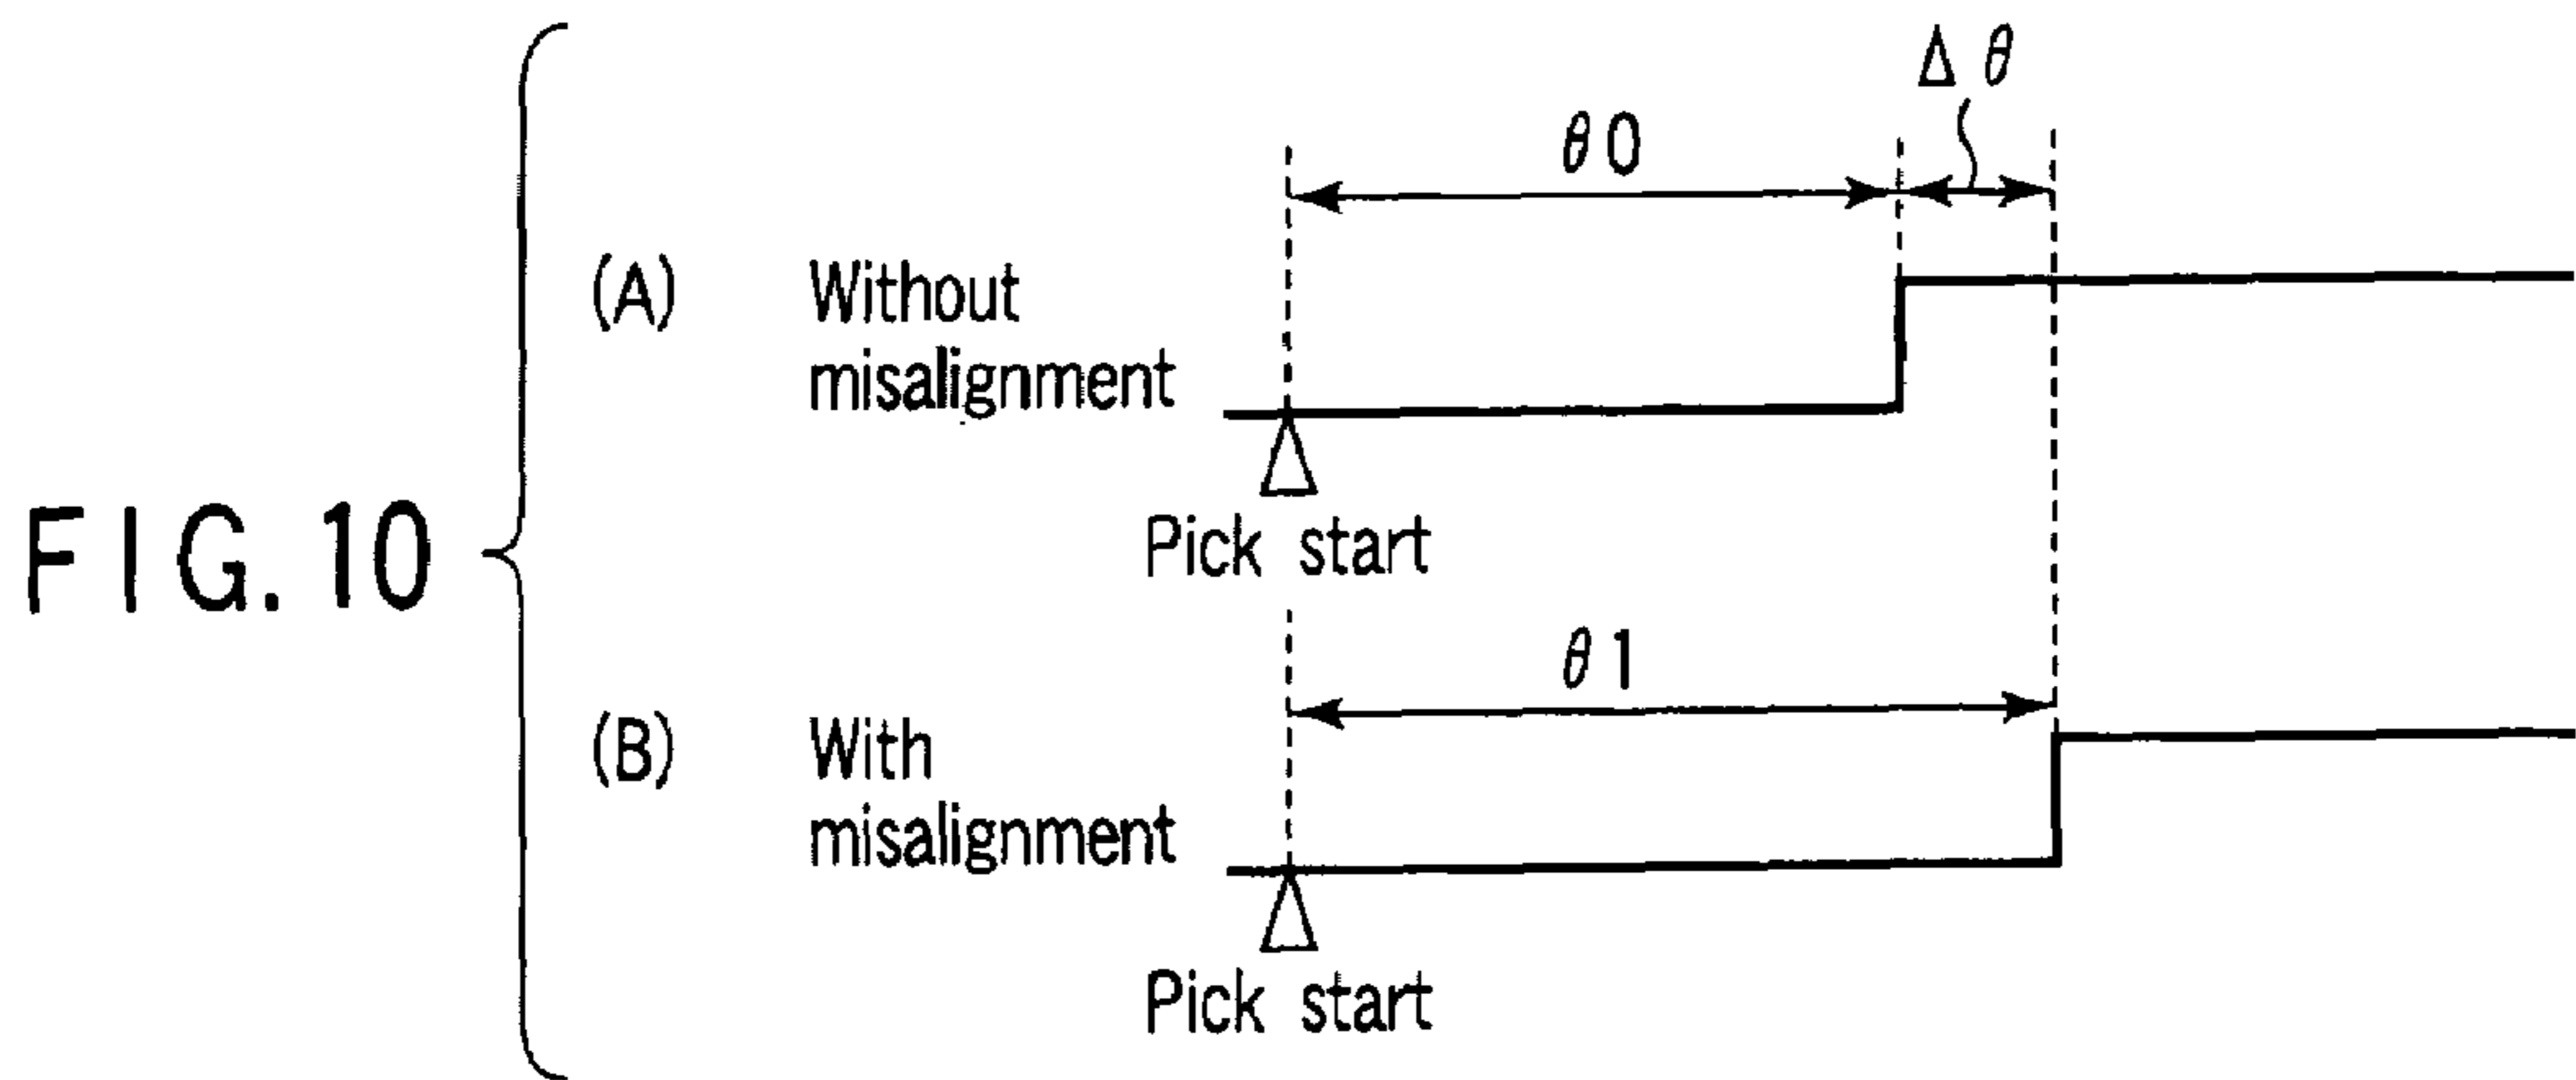 FIG. 10
Δθ
θ0
(A) Without
misalignment
Pick start
θ1
(B) With
misalignment
Pick start